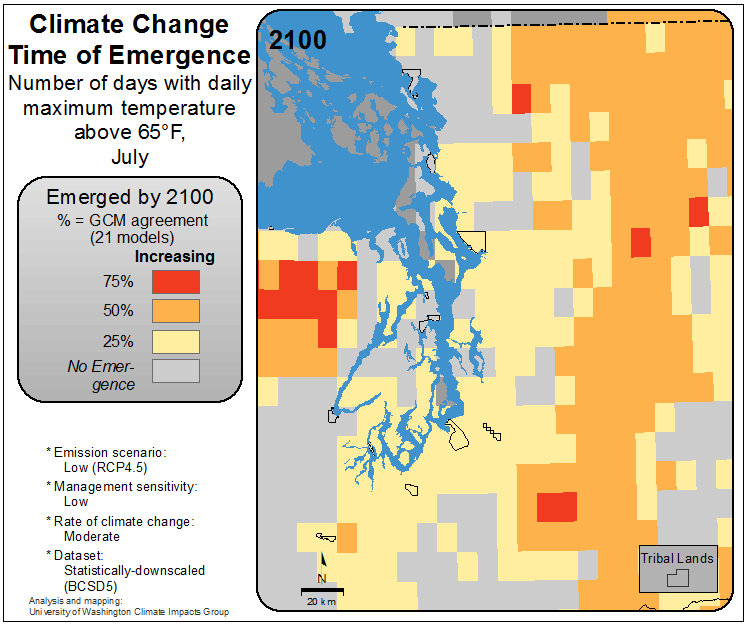 Climate Change
Time of Emergence
Number of days with daily
maximum temperature
above 65°F,
July
2100
Emerged by 2100
% = GCM agreement
(21 models)
Increasing
75%
50%
25%
No Emer-
gence
* Emission scenario:
Low (RCP4.5)
* Management sensitivity:
Low
* Rate of climate change:
Moderate
* Dataset:
Statistically-downscaled
(BCSD5)
Analysis and mapping:
University of Washington Climate Impacts Group
N
20 km
Tribal Lands